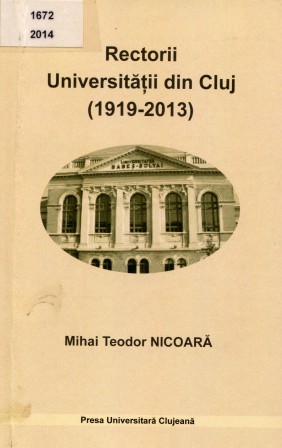 1672
2014
Rectorii
Universității din Cluj
(1919-2013)
UNIVERSITATEA
BABEȘ-BOLYAI
Mihai Teodor NICOARĂ
Presa Universitară Clujeană